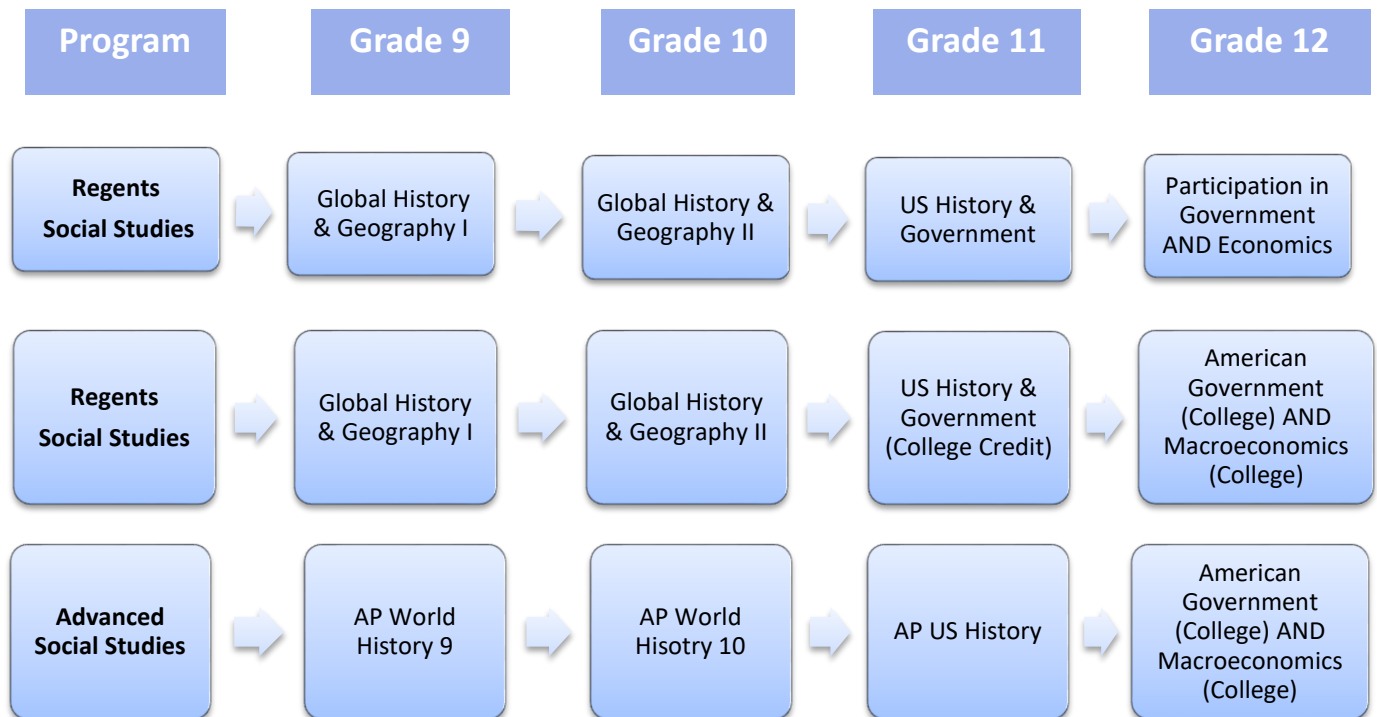 Program
Grade 9
Grade 10
Grade 11
Grade 12
Regents
Social Studies
Global History
& Geography I
Global History &
Geography II
US History &
Government
Participation in
Government
AND Economics
Regents
Social Studies
Global History
& Geography I
Global History
& Geography II
US History &
Government
(College Credit)
American
Government
(College) AND
Macroeconomics
(College)
Advanced
Social Studies
AP World
History 9
AP World
Hisotry 10
AP US History
American
Government
(College) AND
Macroeconomics
(College)